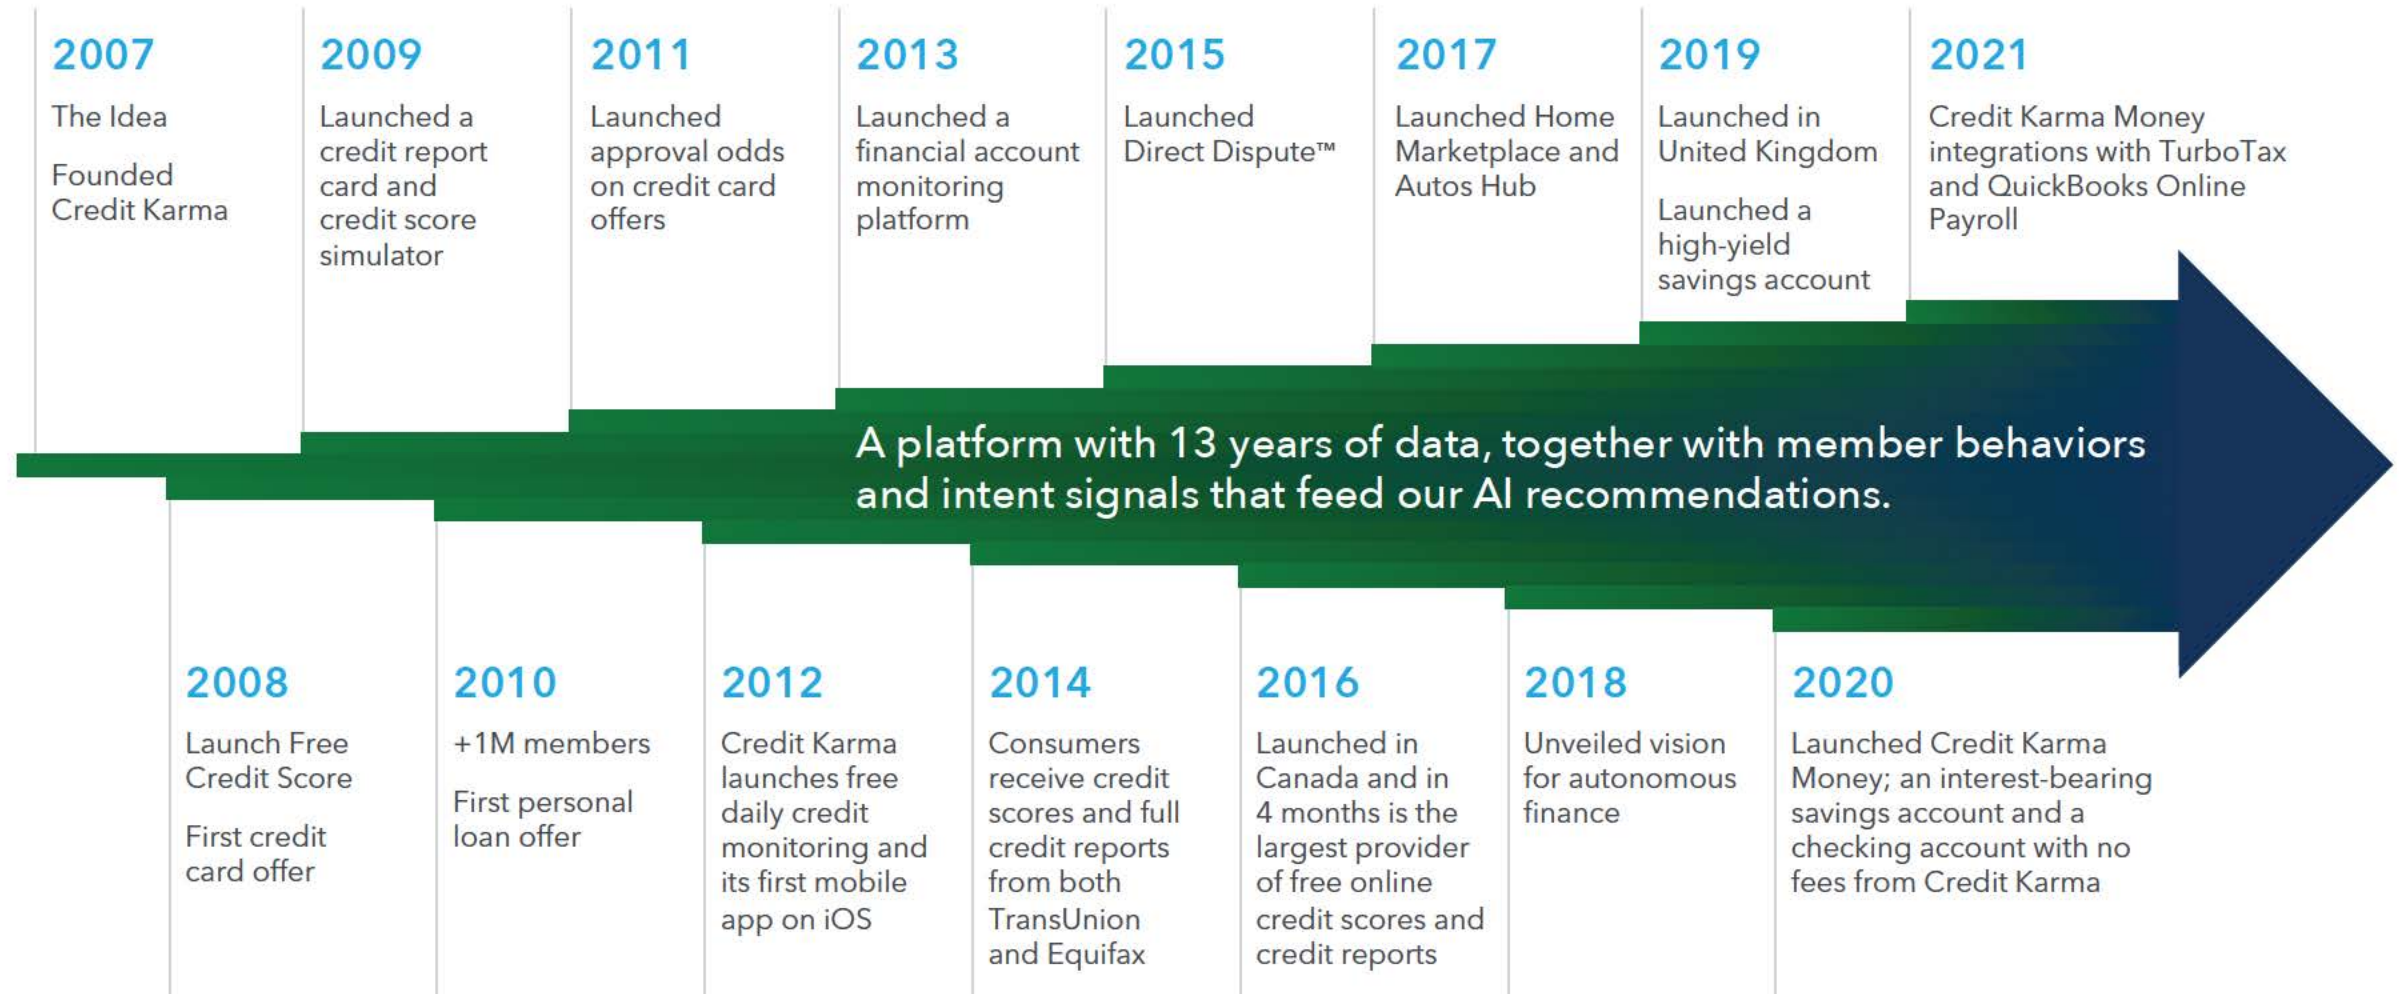 2007
The Idea
Founded
Credit Karma
2009
Launched a
credit report
card and
credit score
simulator
2011
Launched
approval odds
on credit card
offers
2013
Launched a
financial account
monitoring
platform
2015
Launched
Direct Dispute™
2017
Launched Home
Marketplace and
Autos Hub
2019
Launched in
United Kingdom
Launched a
high-yield
savings account
2021
Credit Karma Money
integrations with TurboTax
and QuickBooks Online
Payroll
A platform with 13 years of data, together with member behaviors
and intent signals that feed our AI recommendations.
2008
Launch Free
Credit Score
First credit
card offer
2010
+1M members
First personal
loan offer
2012
Credit Karma
launches free
daily credit
monitoring and
its first mobile
app on iOS
2014
Consumers
receive credit
scores and full
credit reports
from both
TransUnion
and Equifax
2016
Launched in
Canada and in
4 months is the
largest provider
of free online
credit scores and
credit reports
2018
Unveiled vision
for autonomous
finance
2020
Launched Credit Karma
Money; an interest-bearing
savings account and a
checking account with no
fees from Credit Karma